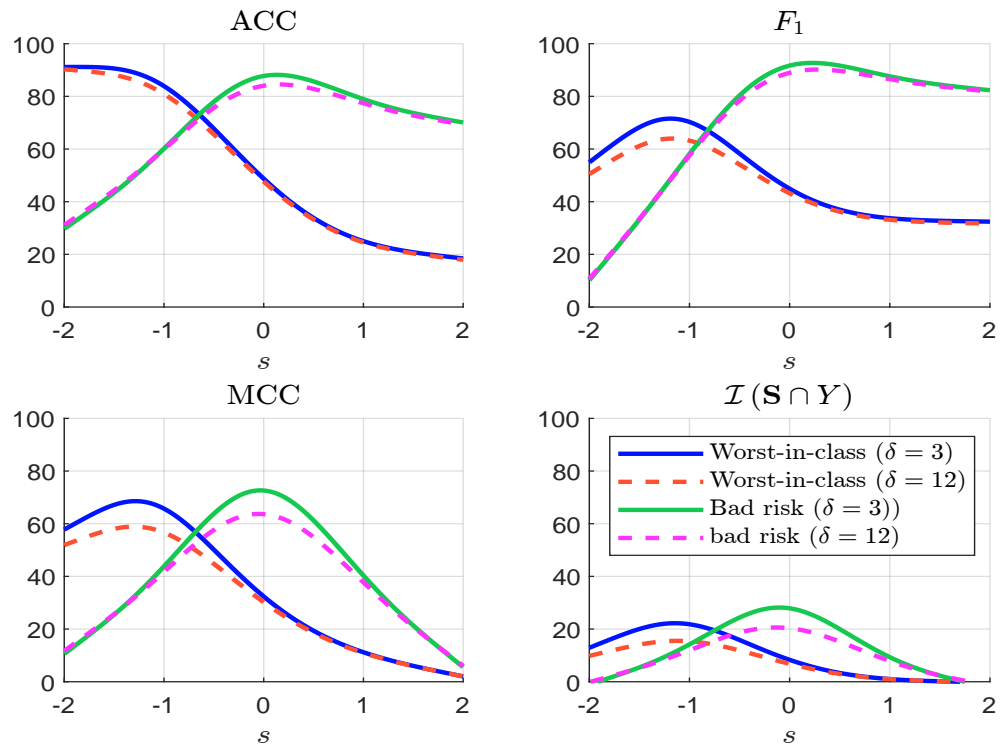 ACC
100
80
60
40
20
0
-2 -1 0 1 2
s
F₁
100
80
60
40
20
0
-2 -1 0 1 2
s
MCC
100
80
60
40
20
0
-2 -1 0 1 2
s
ℐ (S ∩ Y)
100
80
60
40
20
0
-2 -1 0 1 2
s
Worst-in-class (δ = 3)
Worst-in-class (δ = 12)
Bad risk (δ = 3))
bad risk (δ = 12)